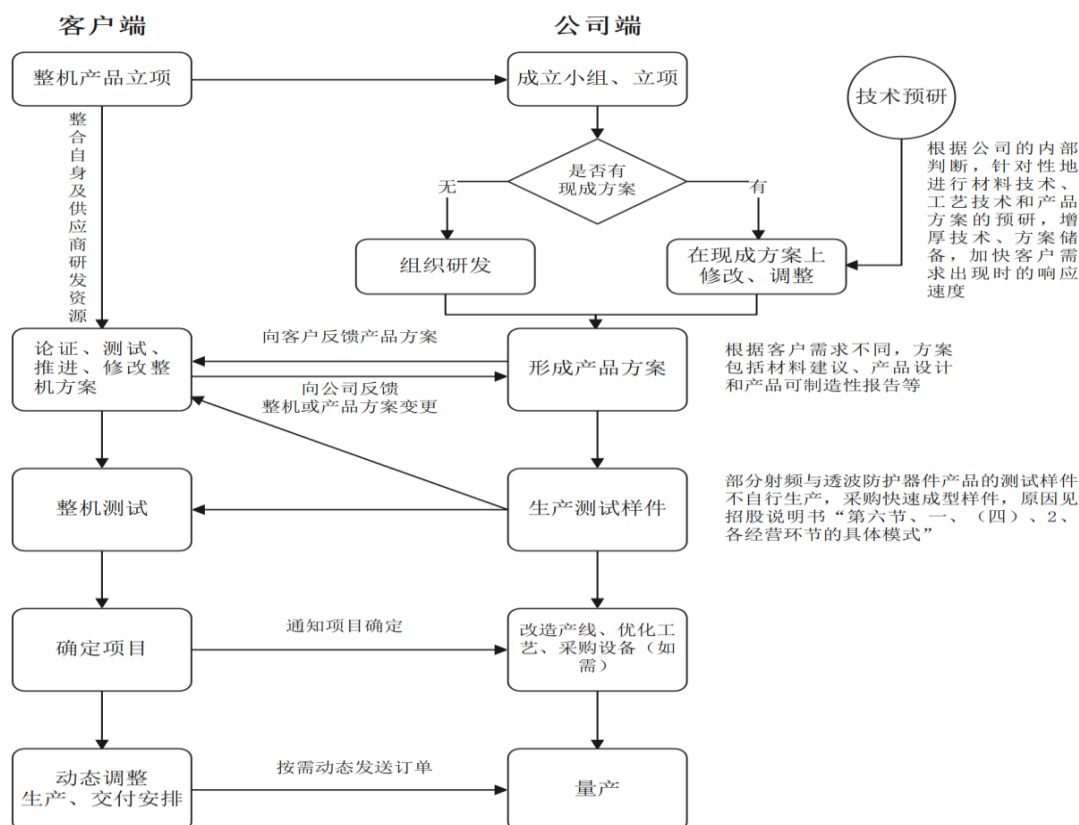 客户端
公司端
整机产品立项
成立小组、立项
技术预研
整合自身及供应商研发资源
是否有
现成方案
无
有
根据公司的内部
判断，针对性地
进行材料技术、
工艺技术和产品
方案的预研，增
厚技术、方案储
备，加快客户需
求出现时的响应
速度
组织研发
在现成方案上
修改、调整
论证、测试、
推进、修改整
机方案
向客户反馈产品方案
向公司反馈
整机或产品方案变更
形成产品方案
根据客户需求不同，方案
包括材料建议、产品设计
和产品可制造性报告等
整机测试
生产测试样件
部分射频与透波防护器件产品的测试样件
不自行生产，采购快速成型样件，原因见
招股说明书“第六节、一、（四）、2、
各经营环节的具体模式”
确定项目
通知项目确定
改造产线、优化工
艺、采购设备（如
需）
动态调整
生产、交付安排
按需动态发送订单
量产